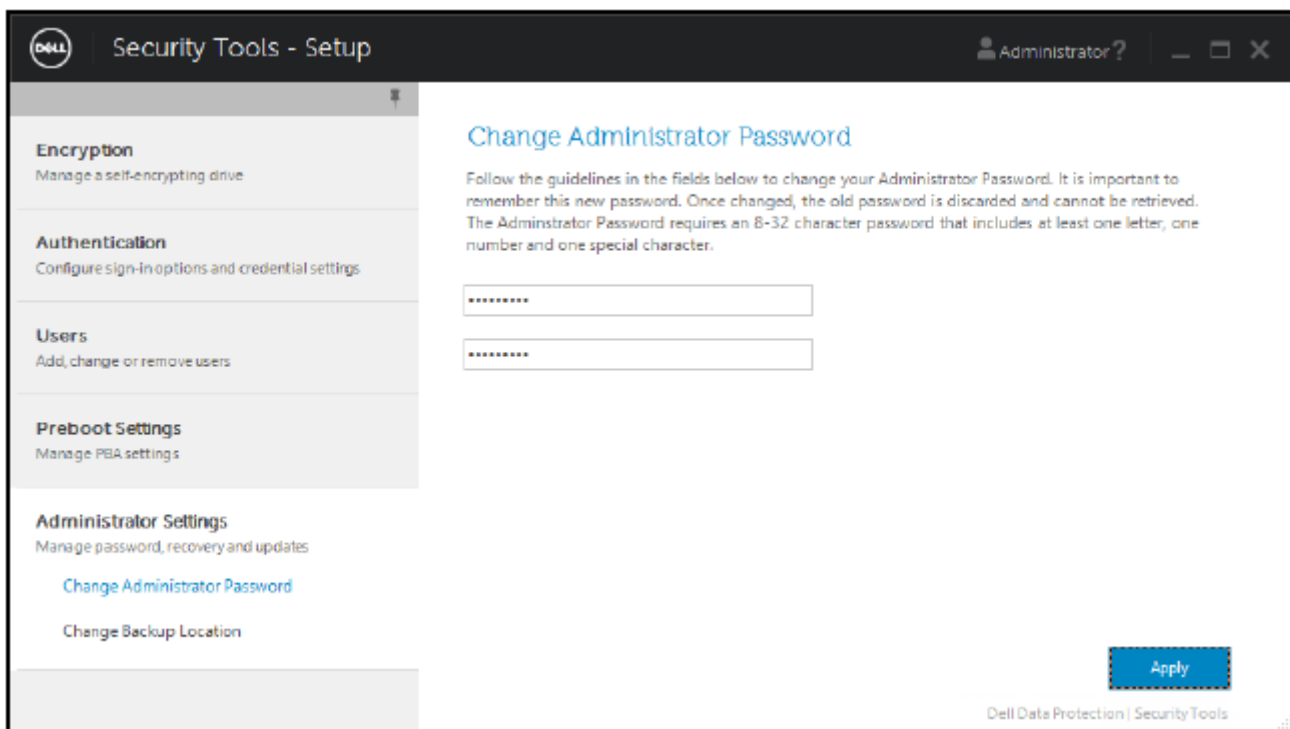 DELL
Security Tools - Setup
Administrator ?
Encryption
Manage a self-encrypting drive
Authentication
Configure sign-in options and credential settings
Users
Add, change or remove users
Preboot Settings
Manage PBA settings
Administrator Settings
Manage password, recovery and updates
Change Administrator Password
Change Backup Location
Change Administrator Password
Follow the guidelines in the fields below to change your Administrator Password. It is important to
remember this new password. Once changed, the old password is discarded and cannot be retrieved.
The Adminstrator Password requires an 8-32 character password that includes at least one letter, one
number and one special character.
•••••••••
•••••••••
Apply
Dell Data Protection | Security Tools